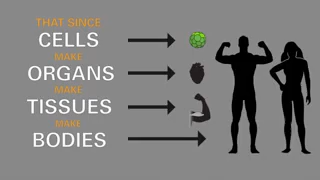 THAT SINCE
CELLS
MAKE
ORGANS
MAKE
TISSUES
MAKE
BODIES